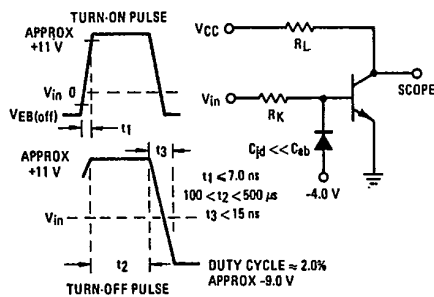 TURN-ON PULSE
APPROX
+11 V
Vin 0
VEB(off)
t1
VCC
RL
SCOPE
Vin
RK
Cjd << Ceb
-4.0 V
APPROX
+11 V
t3
Vin
t2
TURN-OFF PULSE
t1 ≤ 7.0 ns
100 < t2 < 500 µs
t3 < 15 ns
DUTY CYCLE ≈ 2.0%
APPROX -9.0 V